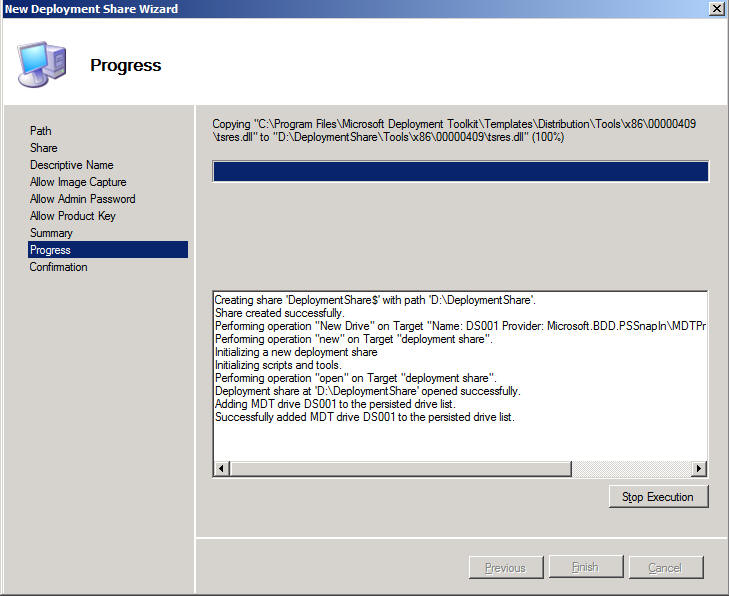 New Deployment Share Wizard
Progress
Path
Share
Descriptive Name
Allow Image Capture
Allow Admin Password
Allow Product Key
Summary
Progress
Confirmation
Copying "C:\Program Files\Microsoft Deployment Toolkit\Templates\Distribution\Tools\x86\00000409
\tsres.dll" to "D:\DeploymentShare\Tools\x86\00000409\tsres.dll" (100%)
Creating share 'DeploymentShare$' with path 'D:\DeploymentShare'.
Share created successfully.
Performing operation "New Drive" on Target "Name: DS001 Provider: Microsoft.BDD.PSSnapIn\MDTPr
Performing operation "new" on Target "deployment share".
Initializing a new deployment share
Initializing scripts and tools.
Performing operation "open" on Target "deployment share".
Deployment share at 'D:\DeploymentShare' opened successfully.
Adding MDT drive DS001 to the persisted drive list.
Successfully added MDT drive DS001 to the persisted drive list.
Stop Execution
Previous
Finish
Cancel